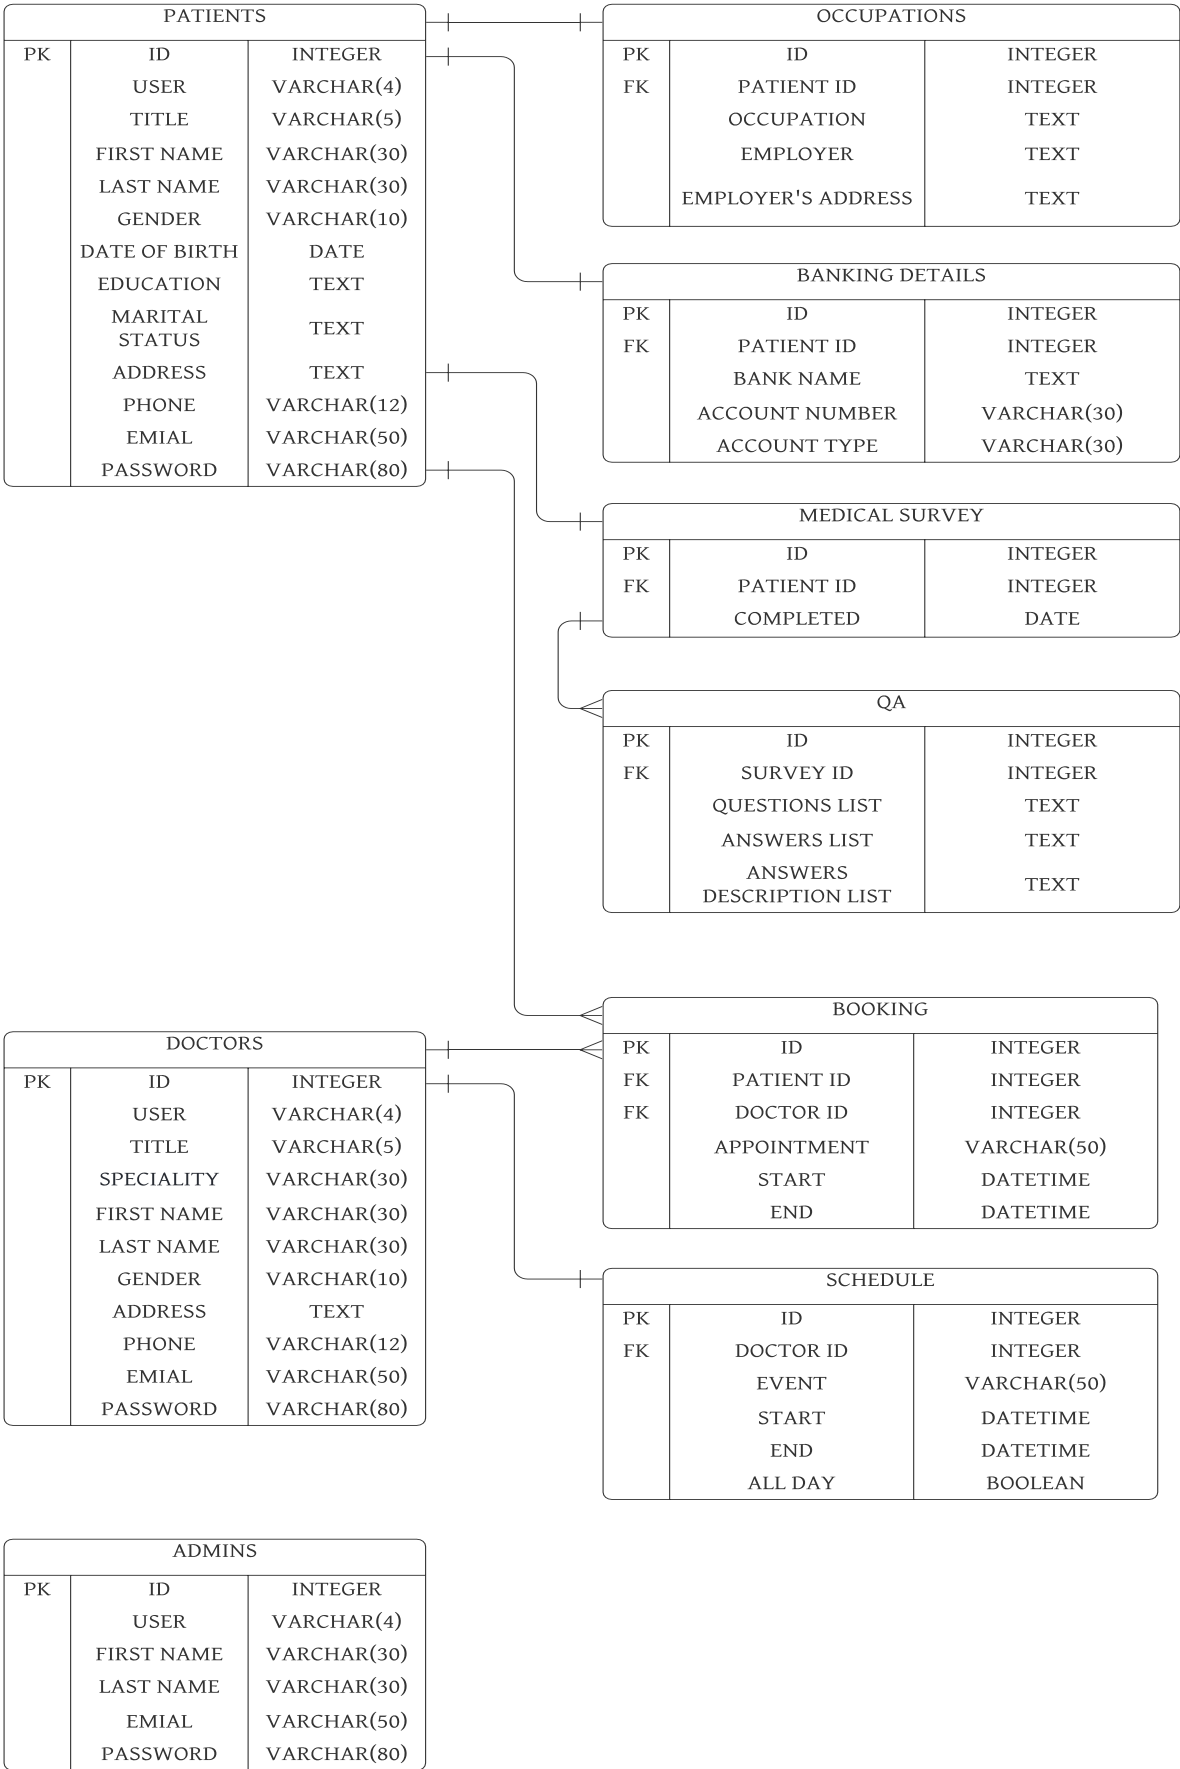 PATIENTS
PK ID INTEGER
USER VARCHAR(4)
TITLE VARCHAR(5)
FIRST NAME VARCHAR(30)
LAST NAME VARCHAR(30)
GENDER VARCHAR(10)
DATE OF BIRTH DATE
EDUCATION TEXT
MARITAL
STATUS TEXT
ADDRESS TEXT
PHONE VARCHAR(12)
EMIAL VARCHAR(50)
PASSWORD VARCHAR(80)
OCCUPATIONS
PK ID INTEGER
FK PATIENT ID INTEGER
OCCUPATION TEXT
EMPLOYER TEXT
EMPLOYER'S ADDRESS TEXT
BANKING DETAILS
PK ID INTEGER
FK PATIENT ID INTEGER
BANK NAME TEXT
ACCOUNT NUMBER VARCHAR(30)
ACCOUNT TYPE VARCHAR(30)
MEDICAL SURVEY
PK ID INTEGER
FK PATIENT ID INTEGER
COMPLETED DATE
QA
PK ID INTEGER
FK SURVEY ID INTEGER
QUESTIONS LIST TEXT
ANSWERS LIST TEXT
ANSWERS
DESCRIPTION LIST TEXT
BOOKING
PK ID INTEGER
FK PATIENT ID INTEGER
FK DOCTOR ID INTEGER
APPOINTMENT VARCHAR(50)
START DATETIME
END DATETIME
DOCTORS
PK ID INTEGER
USER VARCHAR(4)
TITLE VARCHAR(5)
SPECIALITY VARCHAR(30)
FIRST NAME VARCHAR(30)
LAST NAME VARCHAR(30)
GENDER VARCHAR(10)
ADDRESS TEXT
PHONE VARCHAR(12)
EMIAL VARCHAR(50)
PASSWORD VARCHAR(80)
SCHEDULE
PK ID INTEGER
FK DOCTOR ID INTEGER
EVENT VARCHAR(50)
START DATETIME
END DATETIME
ALL DAY BOOLEAN
ADMINS
PK ID INTEGER
USER VARCHAR(4)
FIRST NAME VARCHAR(30)
LAST NAME VARCHAR(30)
EMIAL VARCHAR(50)
PASSWORD VARCHAR(80)